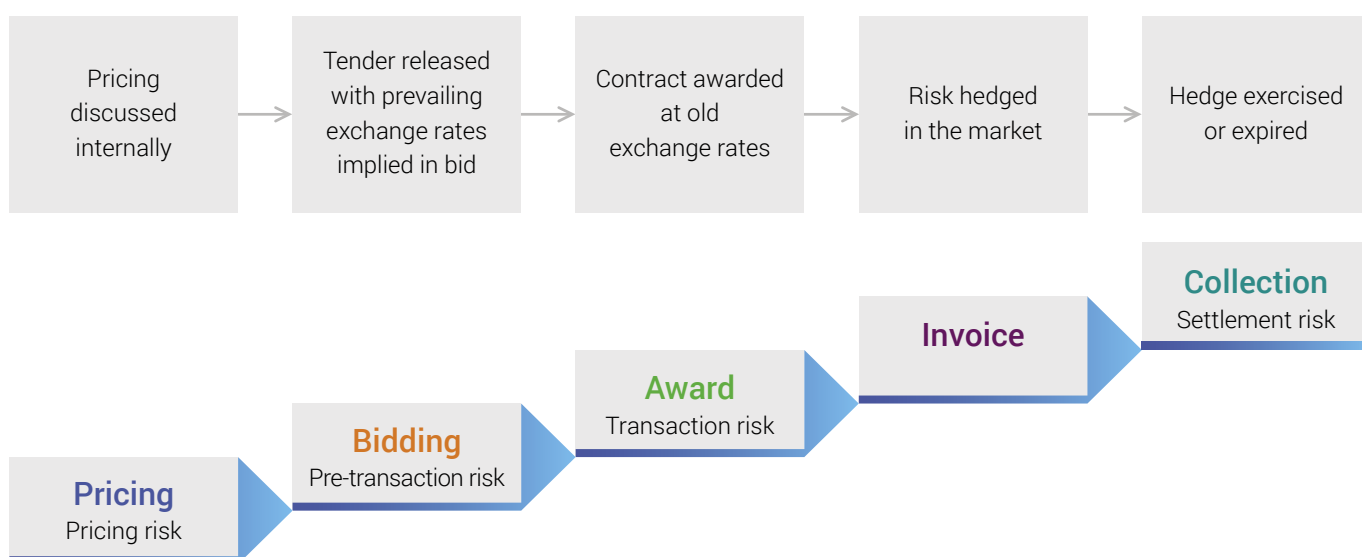 Pricing
discussed
internally
Tender released
with prevailing
exchange rates
implied in bid
Contract awarded
at old
exchange rates
Risk hedged
in the market
Hedge exercised
or expired
Pricing
Pricing risk
Bidding
Pre-transaction risk
Award
Transaction risk
Invoice
Collection
Settlement risk